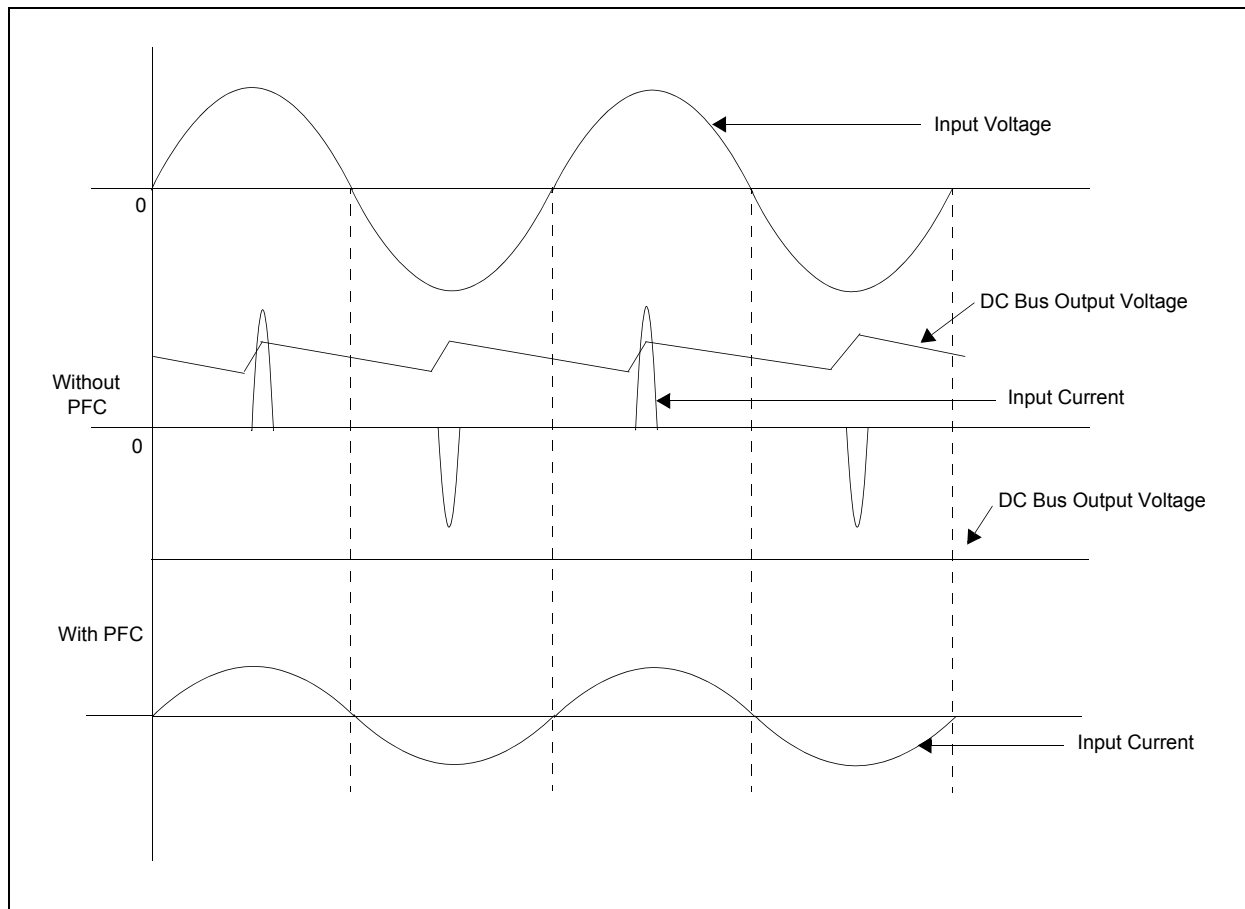 Input Voltage
0
DC Bus Output Voltage
Without
PFC
Input Current
0
DC Bus Output Voltage
With PFC
Input Current